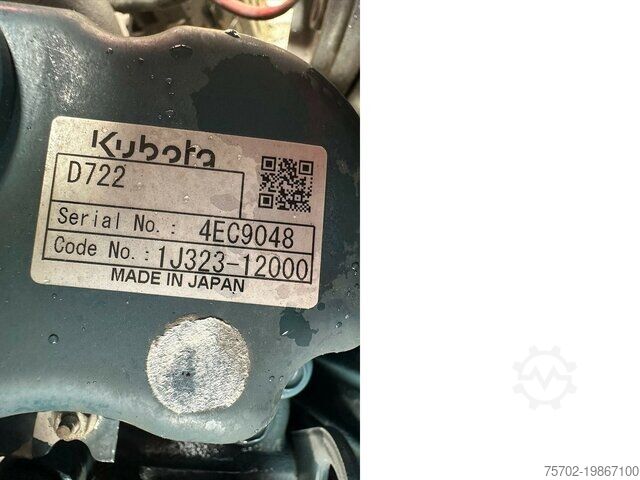 Kubota
D722
Serial No.: 4EC9048
Code No.: 1J323-12000
MADE IN JAPAN
75702-19867100